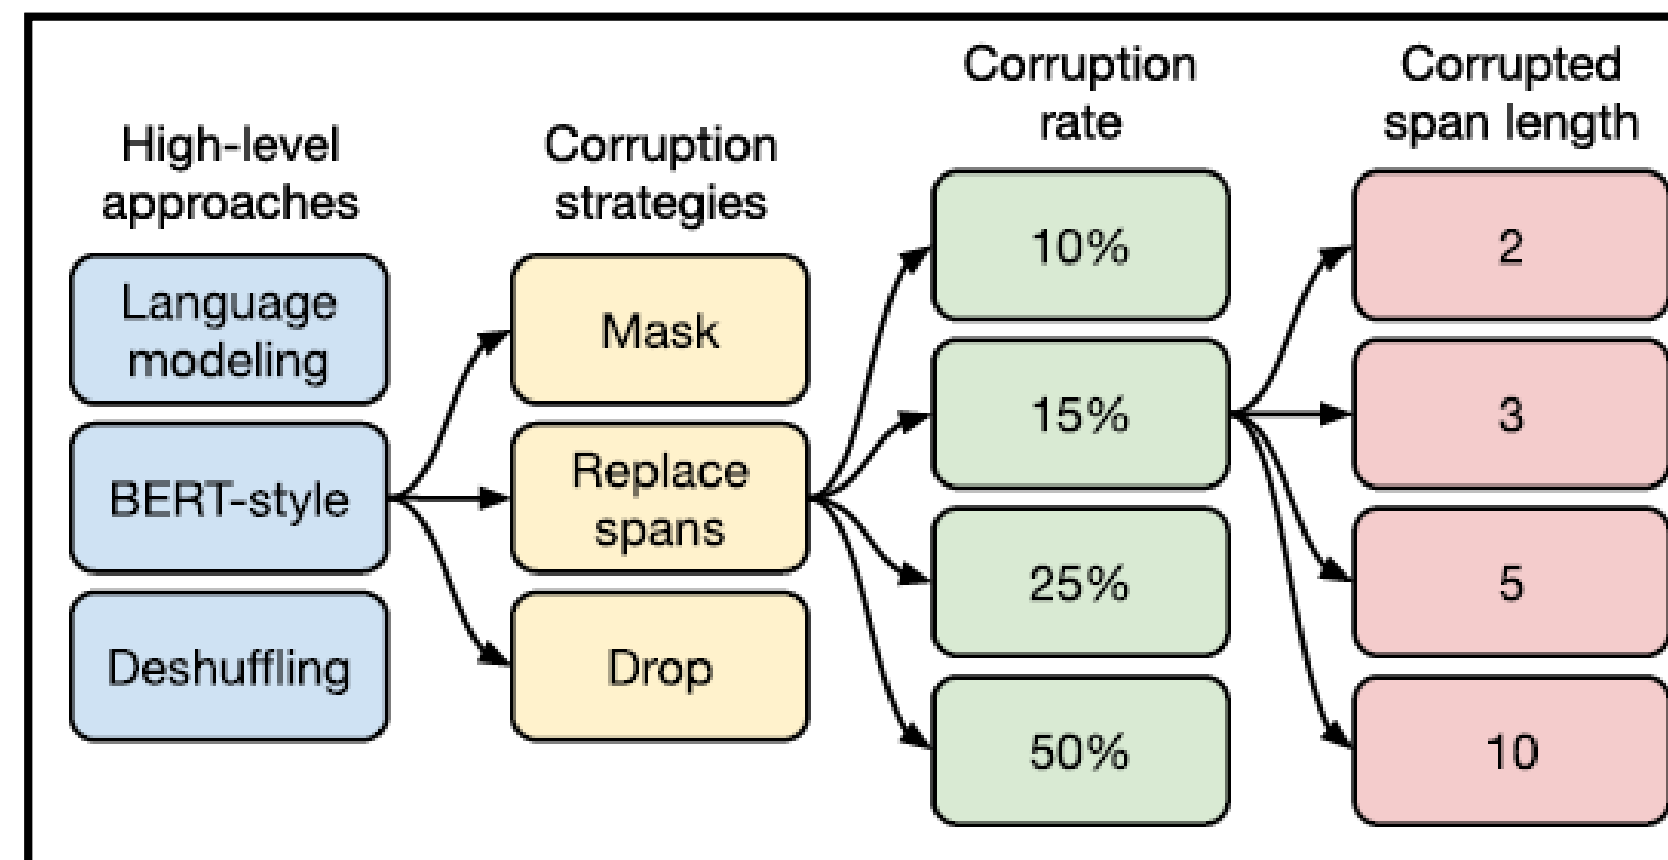 High-level
approaches
Language
modeling
BERT-style
Deshuffling
Corruption
strategies
Mask
Replace
spans
Drop
Corruption
rate
10%
15%
25%
50%
Corrupted
span length
2
3
5
10